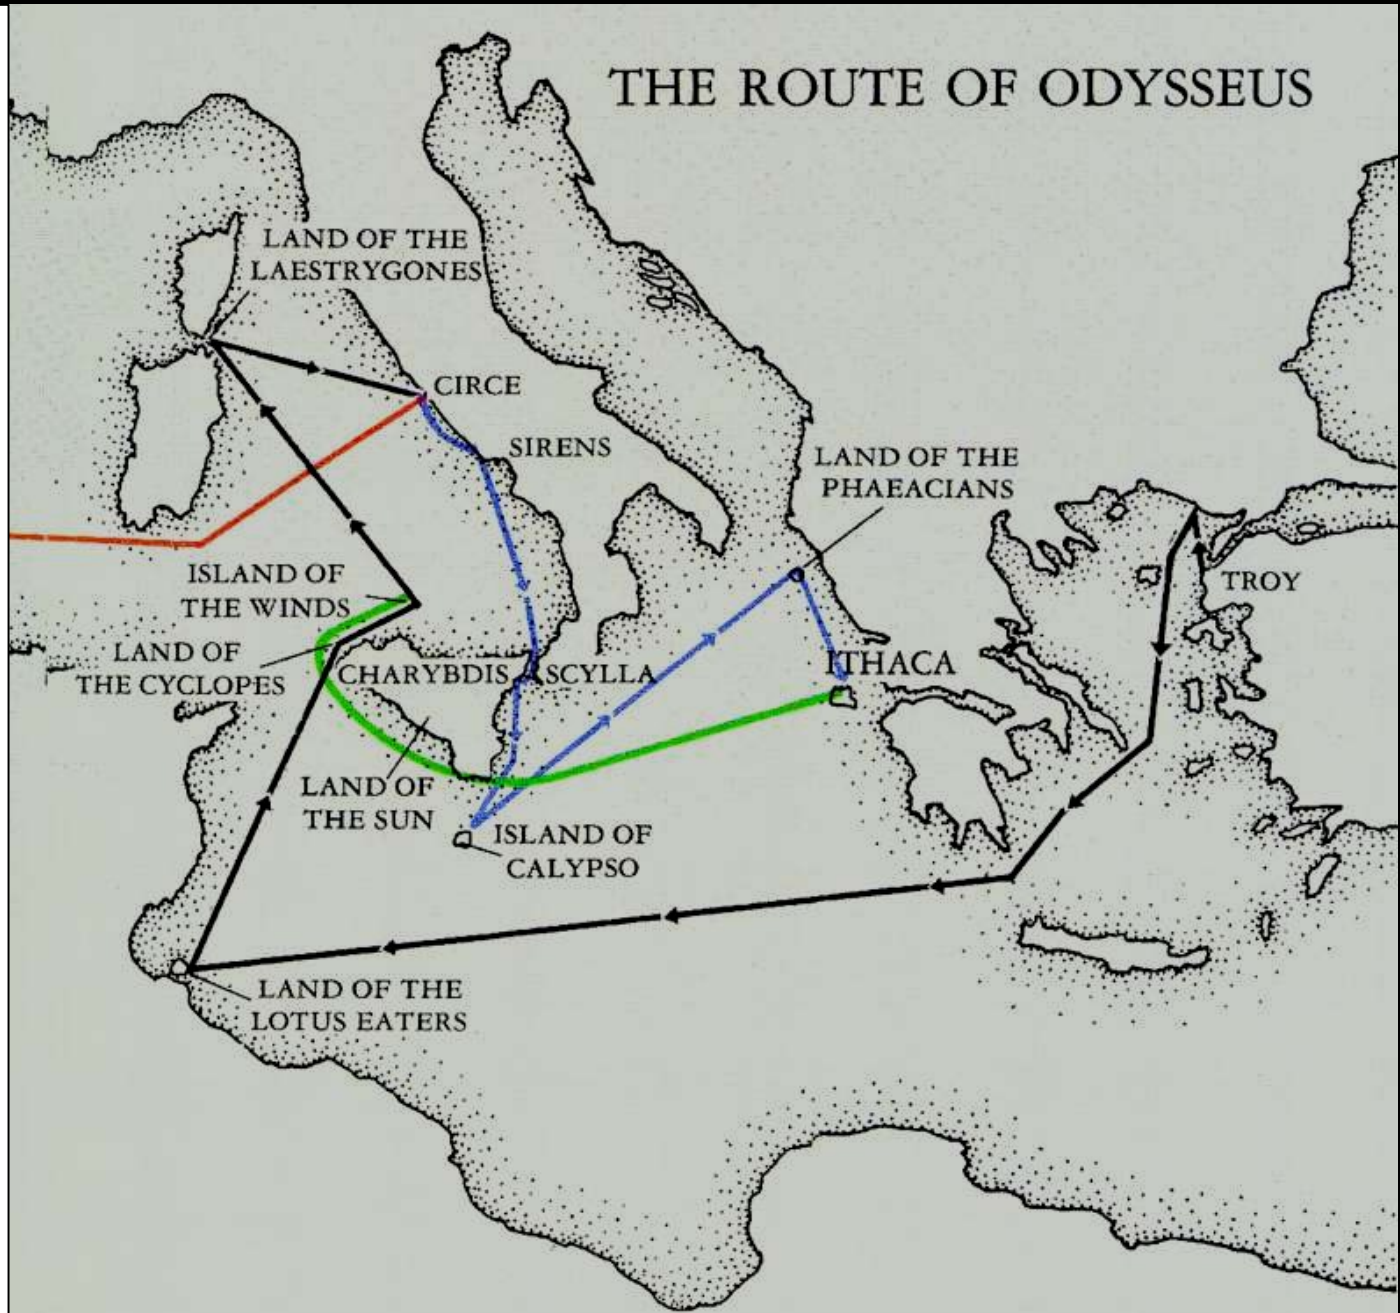 THE ROUTE OF ODYSSEUS
LAND OF THE
LAESTRYGONES
CIRCE
SIRENS
LAND OF THE
PHAEACIANS
ISLAND OF
THE WINDS
TROY
LAND OF
THE CYCLOPES
CHARYBDIS
SCYLLA
ITHACA
LAND OF
THE SUN
ISLAND OF
CALYPSO
LAND OF THE
LOTUS EATERS